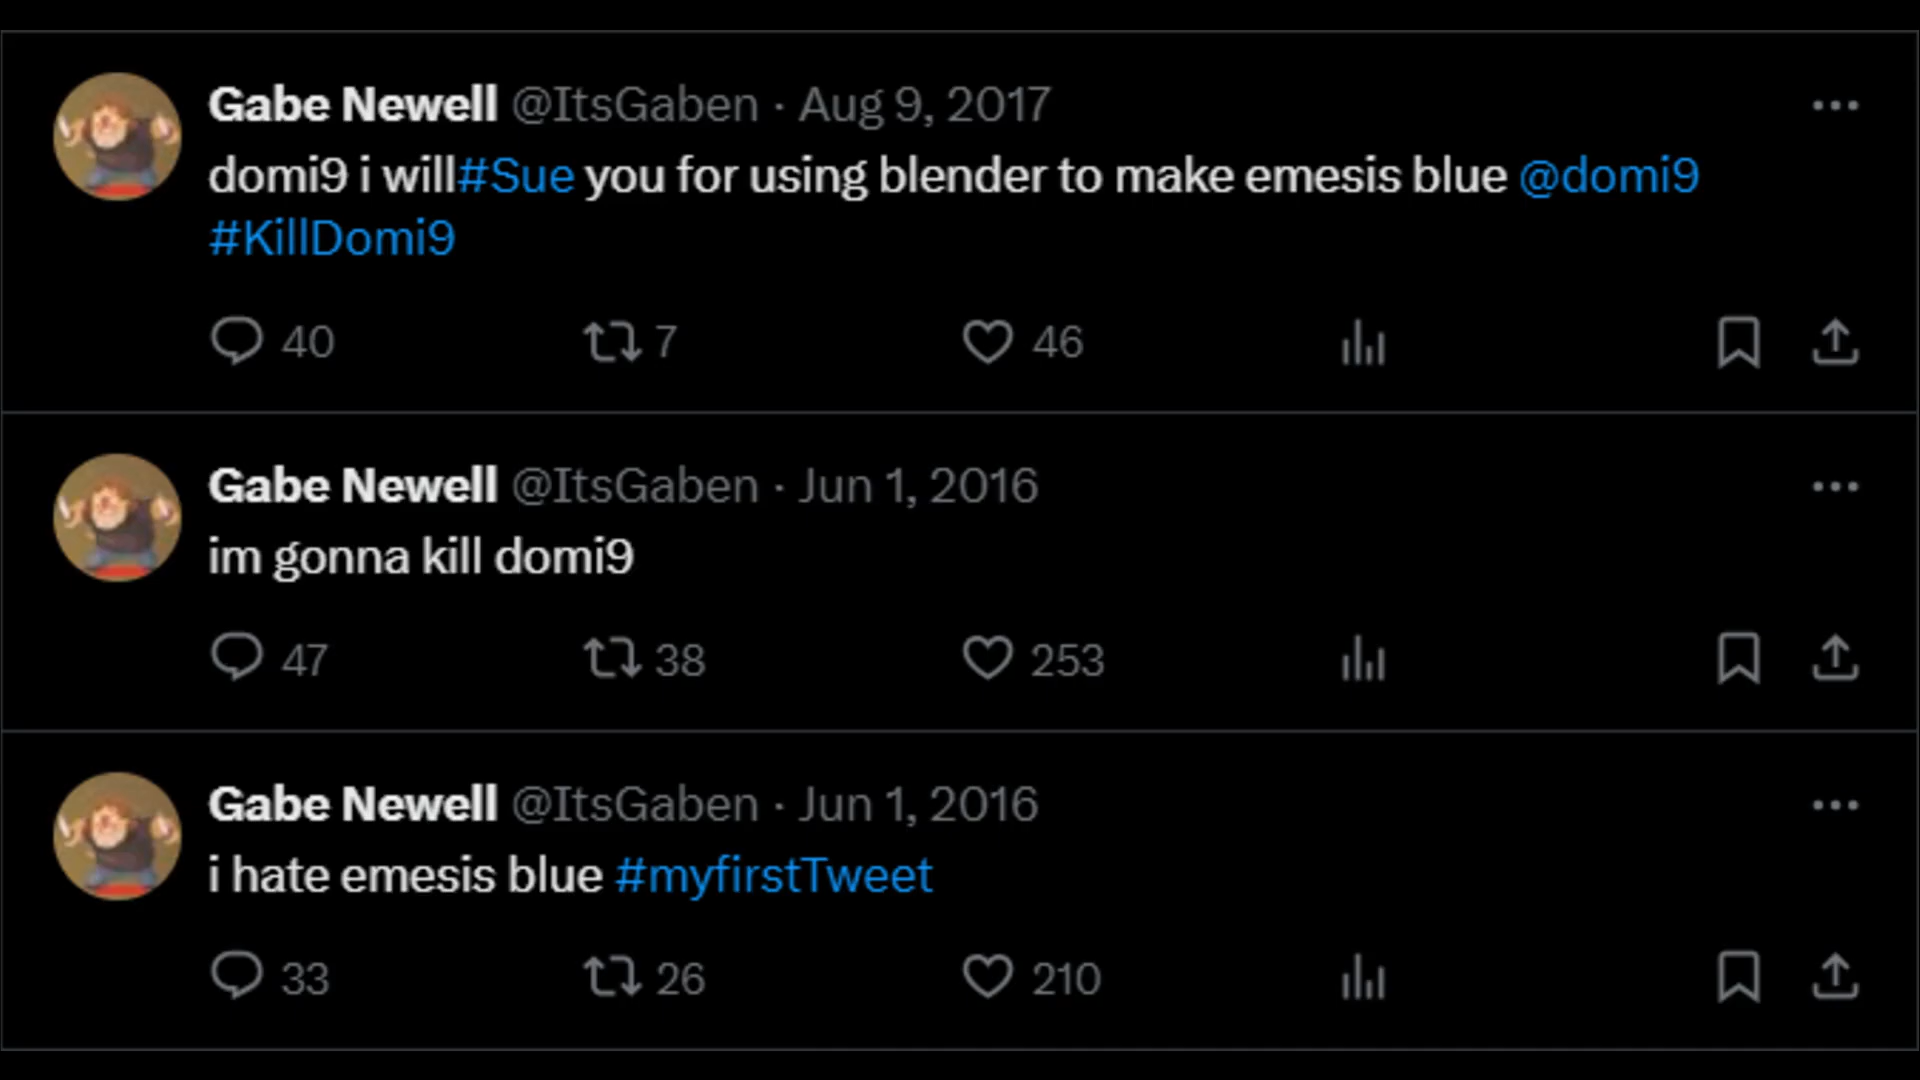 Gabe Newell @ItsGaben · Aug 9, 2017
domi9 i will#Sue you for using blender to make emesis blue @domi9
#KillDomi9
40 7 46
Gabe Newell @ItsGaben · Jun 1, 2016
im gonna kill domi9
47 38 253
Gabe Newell @ItsGaben · Jun 1, 2016
i hate emesis blue #myfirstTweet
33 26 210